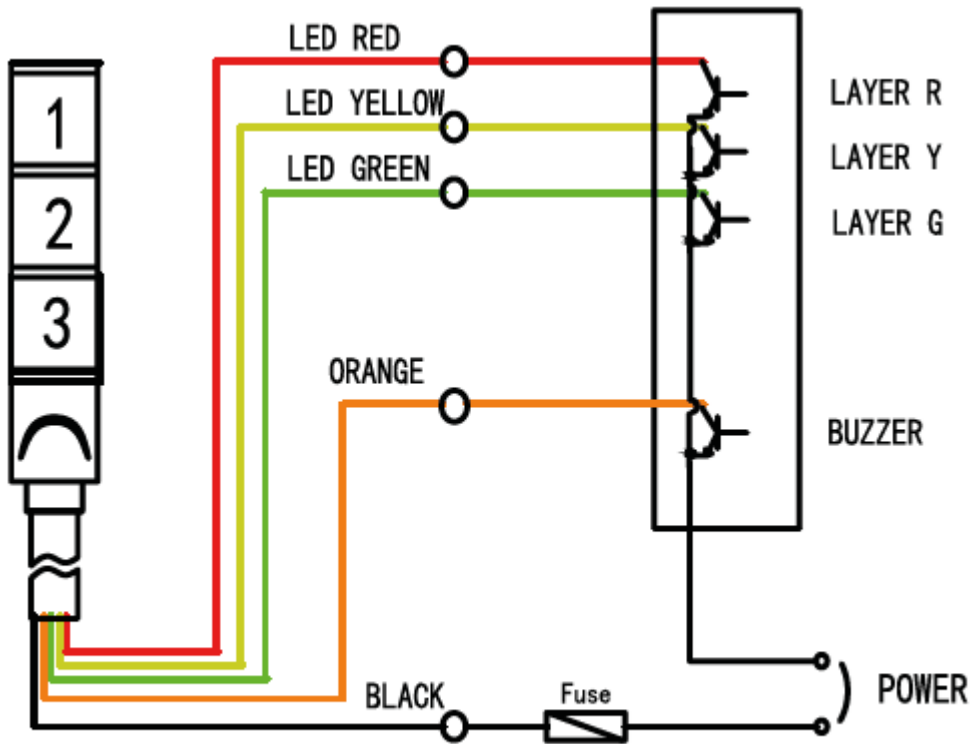 LED RED
LED YELLOW
LED GREEN
ORANGE
BLACK
Fuse
1
2
3
LAYER R
LAYER Y
LAYER G
BUZZER
POWER